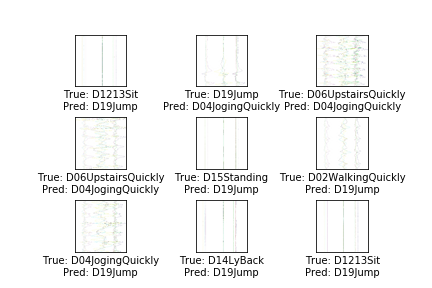 True: D1213Sit
Pred: D19Jump
True: D19Jump
Pred: D04JogingQuickly
True: D06UpstairsQuickly
Pred: D04JogingQuickly
True: D06UpstairsQuickly
Pred: D04JogingQuickly
True: D15Standing
Pred: D19Jump
True: D02WalkingQuickly
Pred: D19Jump
True: D04JogingQuickly
Pred: D19Jump
True: D14LyBack
Pred: D19Jump
True: D1213Sit
Pred: D19Jump